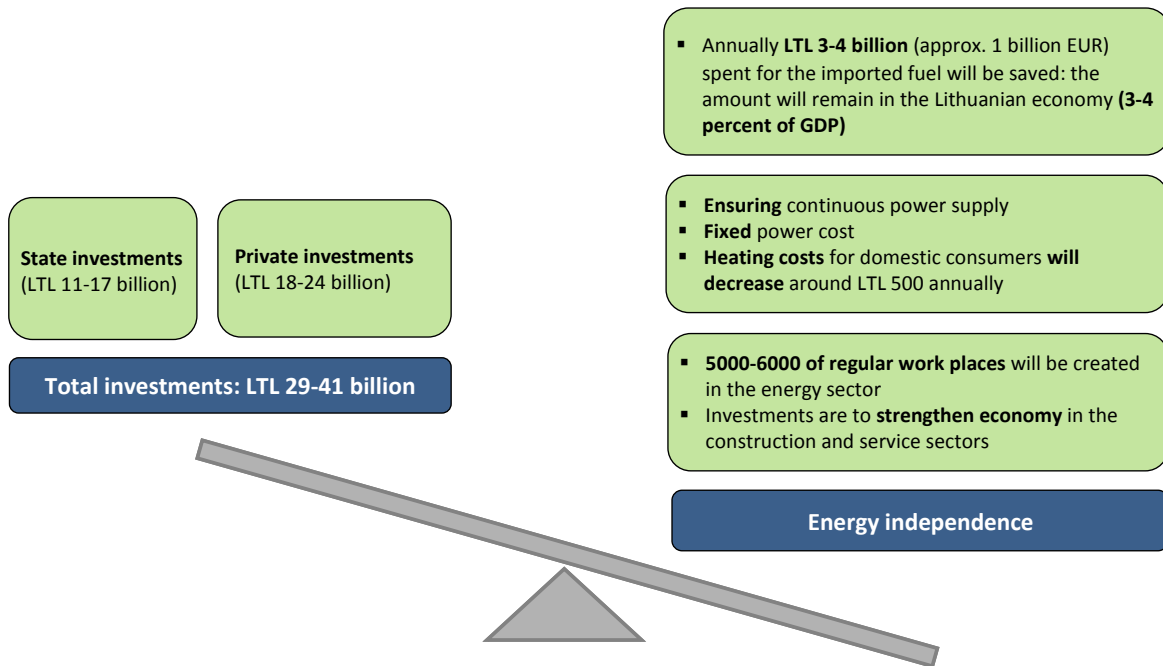 State investments
(LTL 11-17 billion)
Private investments
(LTL 18-24 billion)
Total investments: LTL 29-41 billion
▪ Annually LTL 3-4 billion (approx. 1 billion EUR)
spent for the imported fuel will be saved: the
amount will remain in the Lithuanian economy (3-4
percent of GDP)
▪ Ensuring continuous power supply
▪ Fixed power cost
▪ Heating costs for domestic consumers will
decrease around LTL 500 annually
▪ 5000-6000 of regular work places will be created
in the energy sector
▪ Investments are to strengthen economy in the
construction and service sectors
Energy independence